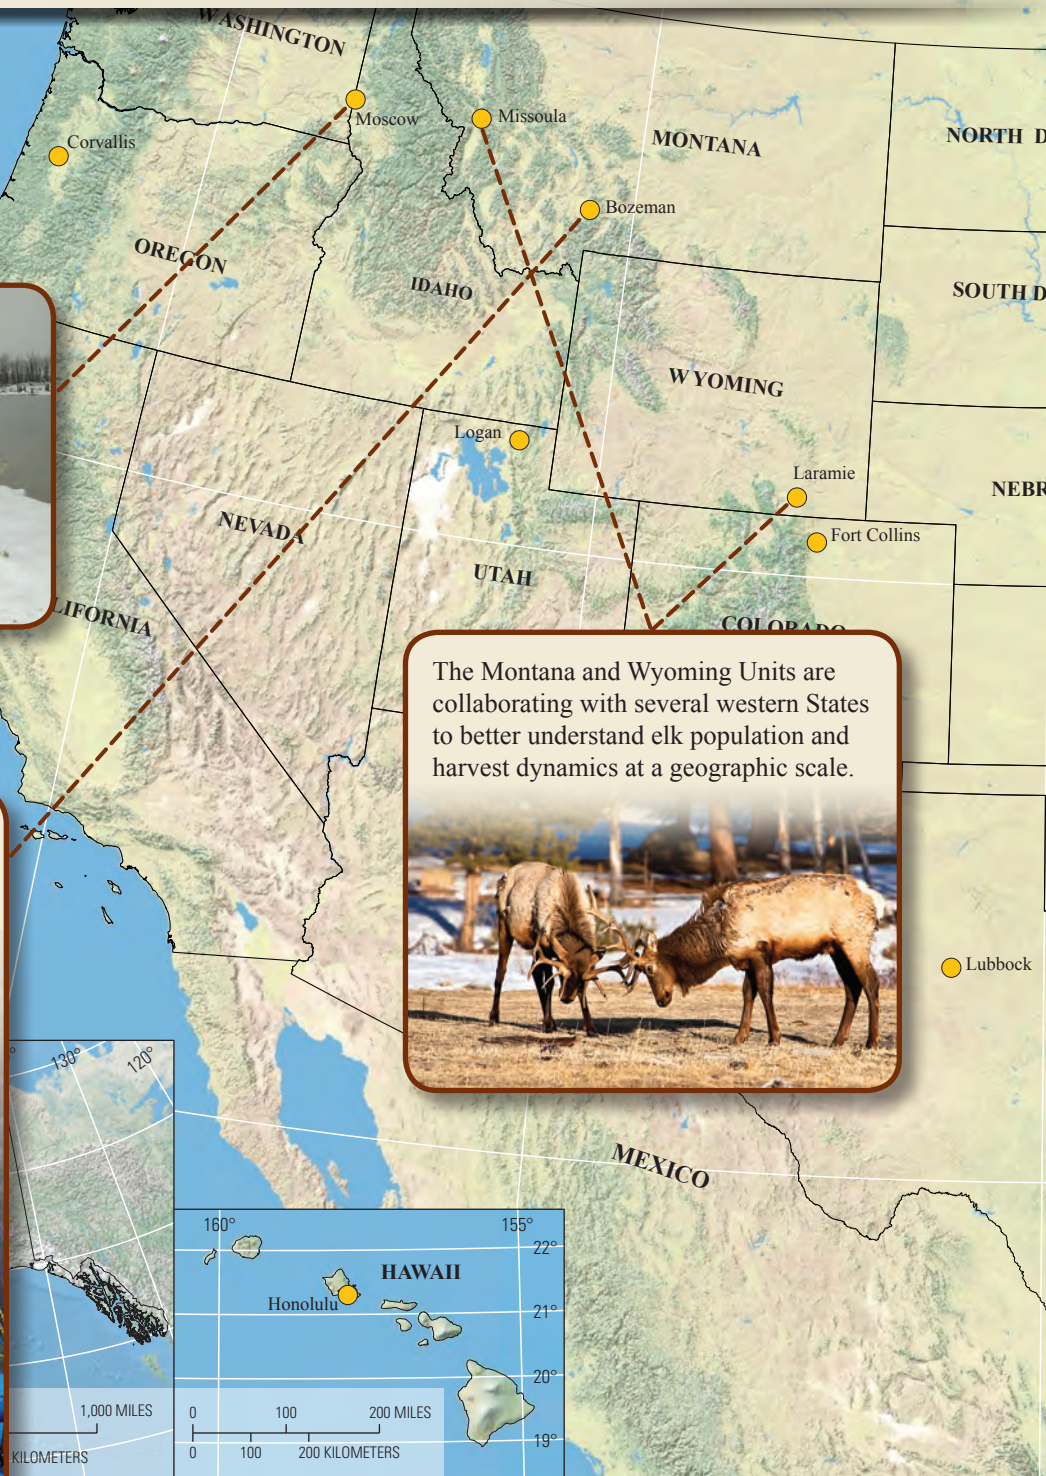 WASHINGTON
Moscow
Missoula
MONTANA
NORTH D
Corvallis
Bozeman
OREGON
IDAHO
SOUTH D
WYOMING
Logan
Laramie
NEBR
NEVADA
Fort Collins
UTAH
LIFORNIA
COLORADO
The Montana and Wyoming Units are
collaborating with several western States
to better understand elk population and
harvest dynamics at a geographic scale.
Lubbock
130°
120°
MEXICO
160°
155°
22°
HAWAII
Honolulu
21°
20°
19°
1,000 MILES
KILOMETERS
0 100 200 MILES
0 100 200 KILOMETERS